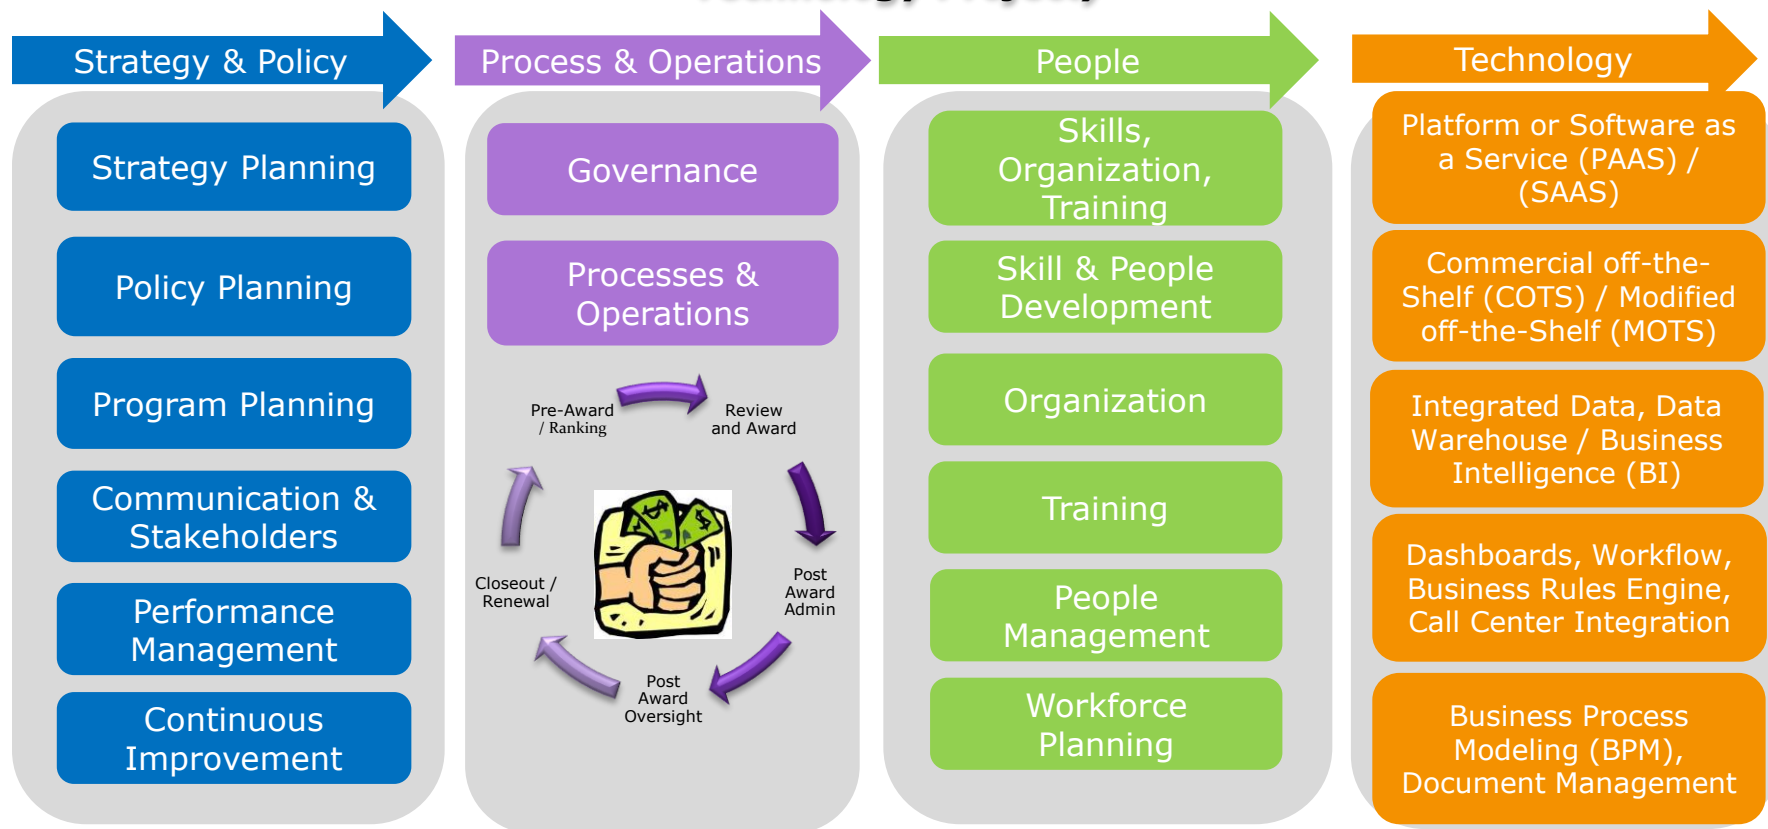 Strategy & Policy
Strategy Planning
Policy Planning
Program Planning
Communication &
Stakeholders
Performance
Management
Continuous
Improvement
Process & Operations
Governance
Processes &
Operations
Pre-Award
/ Ranking
Review
and Award
Post
Award
Admin
Post
Award
Oversight
Closeout /
Renewal
People
Skills,
Organization,
Training
Skill & People
Development
Organization
Training
People
Management
Workforce
Planning
Technology
Platform or Software as
a Service (PAAS) /
(SAAS)
Commercial off-the-
Shelf (COTS) / Modified
off-the-Shelf (MOTS)
Integrated Data, Data
Warehouse / Business
Intelligence (BI)
Dashboards, Workflow,
Business Rules Engine,
Call Center Integration
Business Process
Modeling (BPM),
Document Management